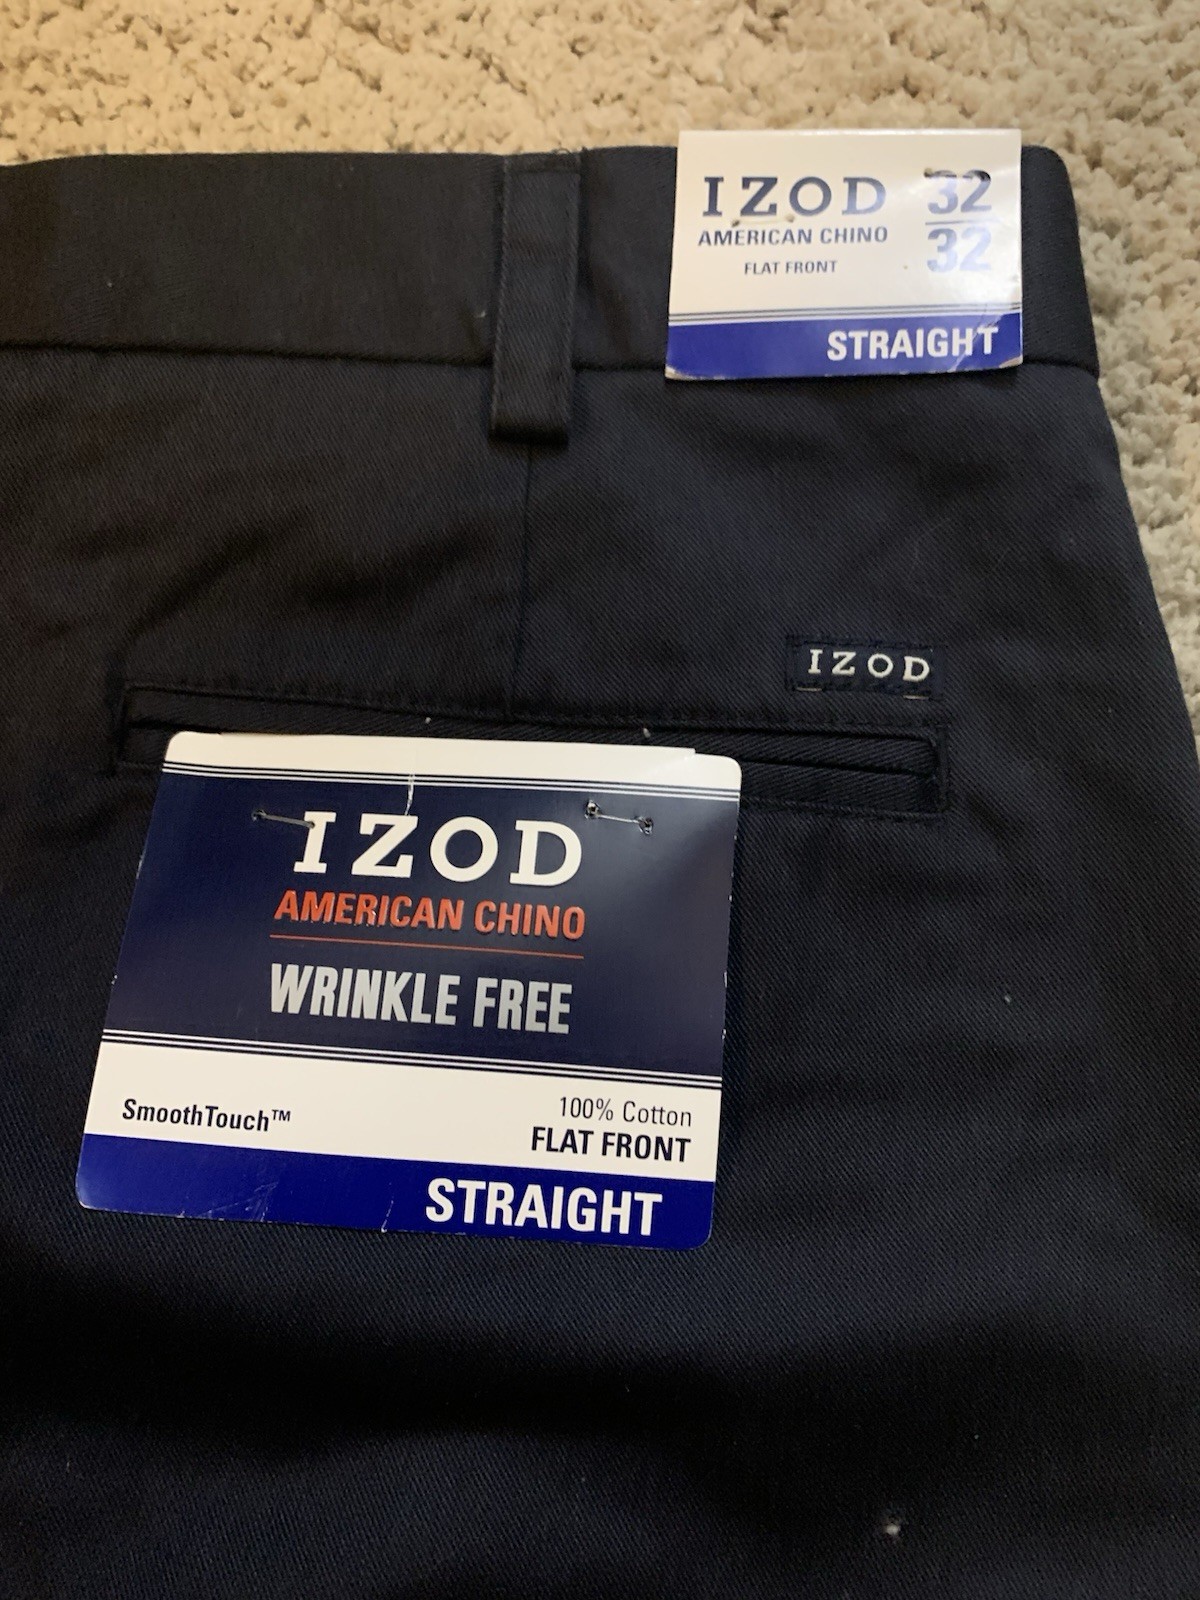 IZOD 32
AMERICAN CHINO 32
FLAT FRONT
STRAIGHT
IZOD
IZOD
AMERICAN CHINO
WRINKLE FREE
SmoothTouch™ 100% Cotton
FLAT FRONT
STRAIGHT